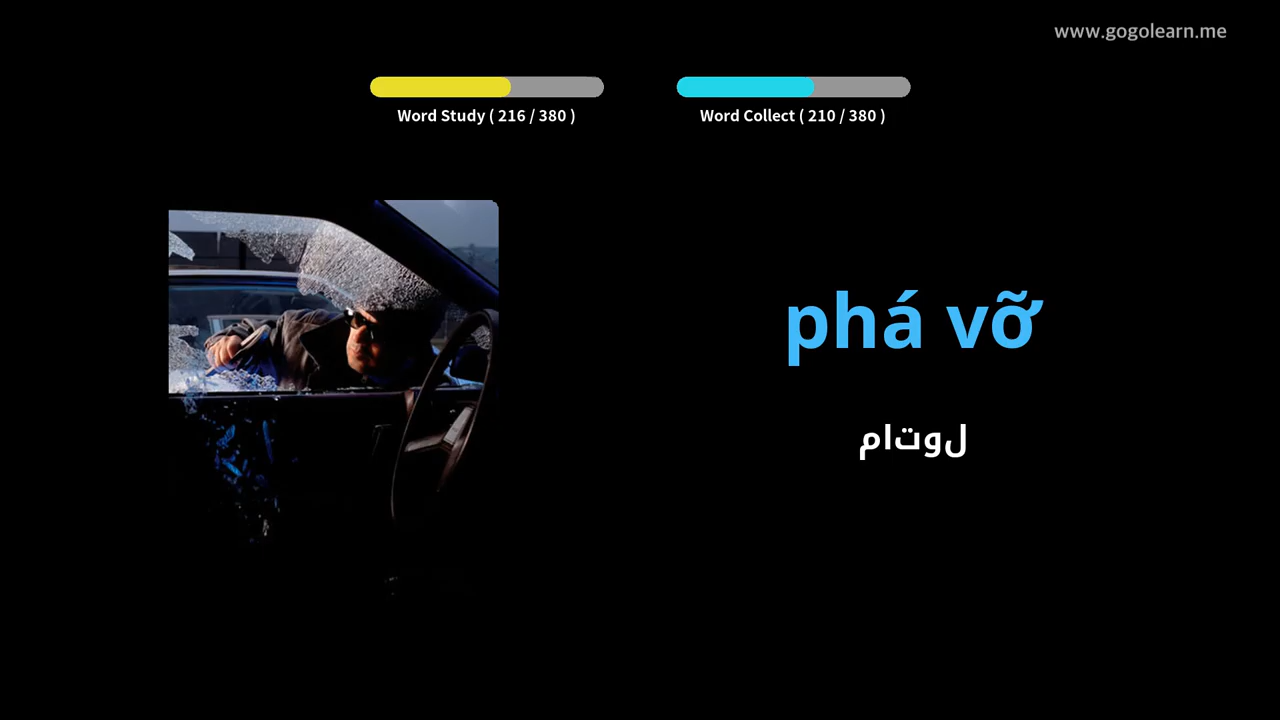 www.gogolearn.me
Word Study ( 216 / 380 )
Word Collect ( 210 / 380 )
phá vỡ
لوتام